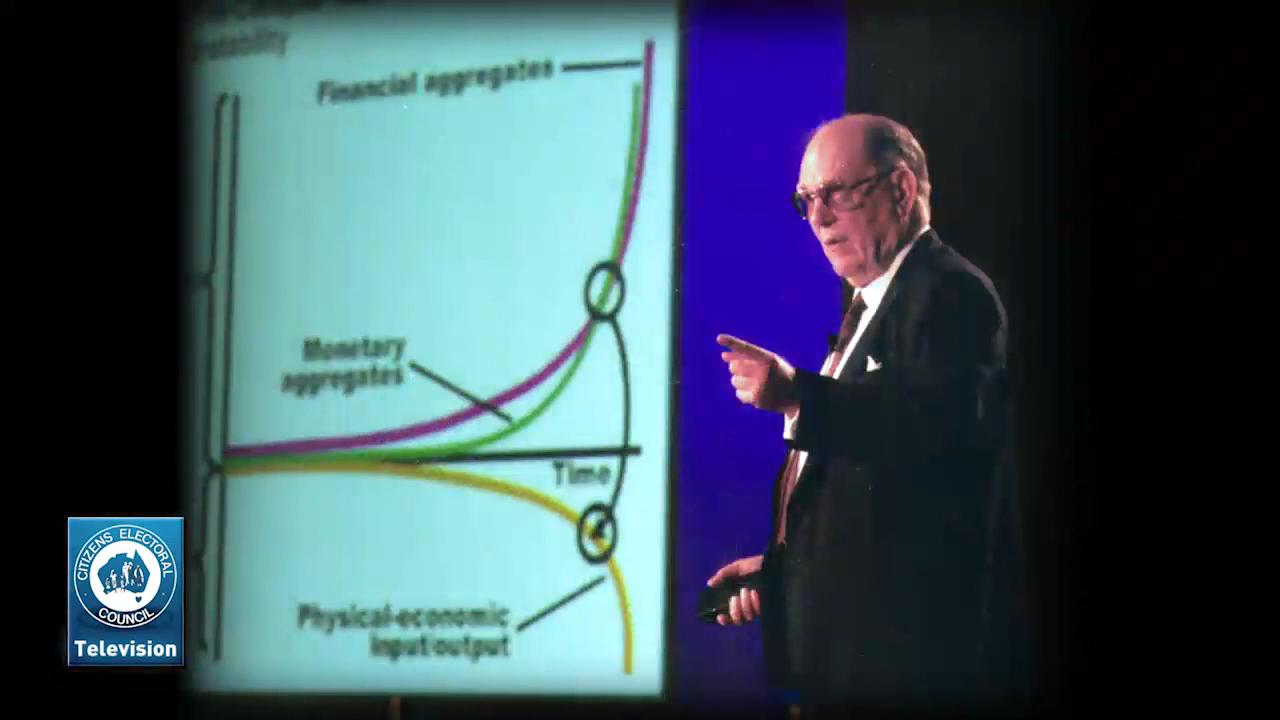 Financial aggregates
Monetary
aggregates
Time
Physical-economic
input/output
CITIZENS ELECTORAL
COUNCIL
Television